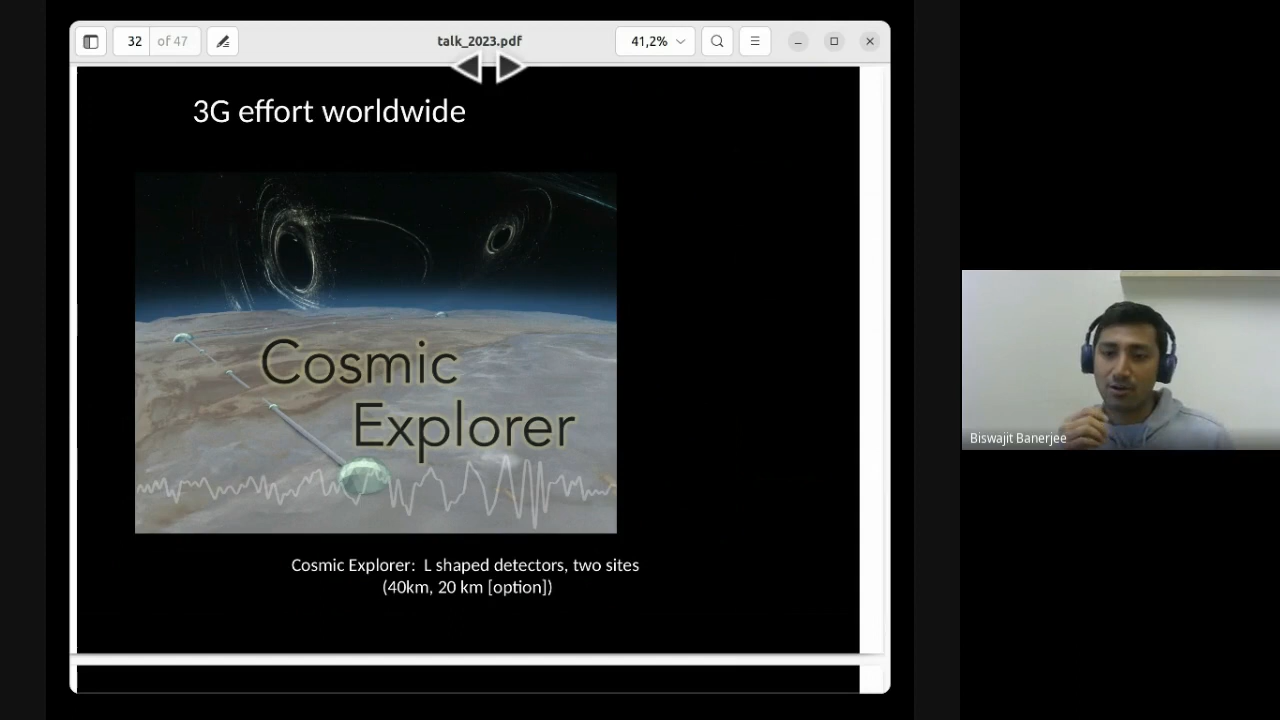 32 of 47
talk_2023.pdf
41,2%
3G effort worldwide
Cosmic
Explorer
Cosmic Explorer: L shaped detectors, two sites
(40km, 20 km [option])
Biswajit Banerjee